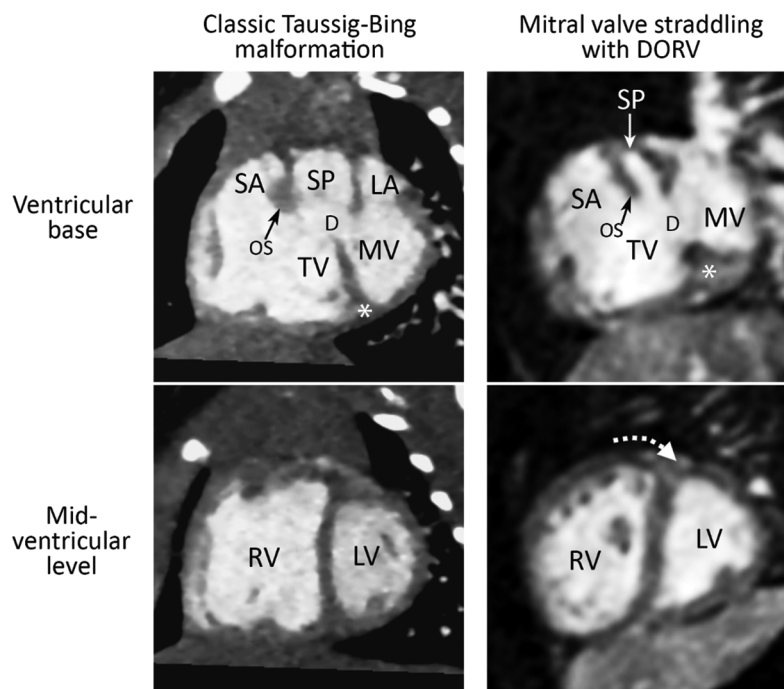 Classic Taussig-Bing
malformation
Mitral valve straddling
with DORV
Ventricular
base
SA
SP
LA
OS
D
TV
MV
*
SP
SA
OS
D
TV
MV
*
Mid-
ventricular
level
RV
LV
RV
LV